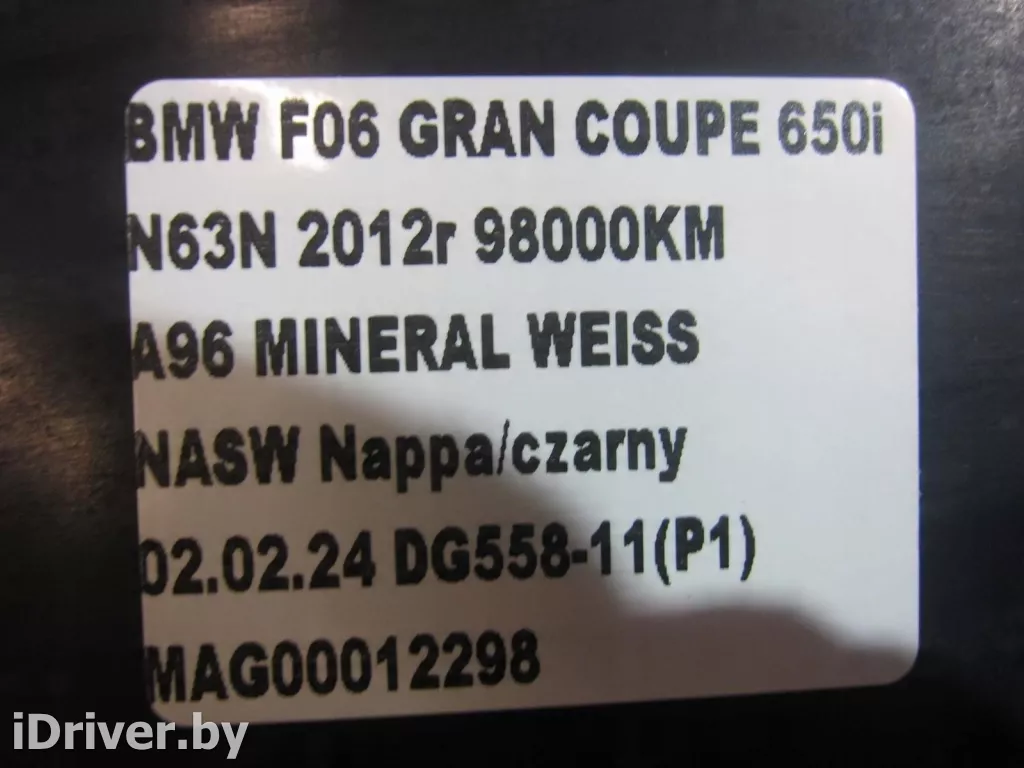 BMW F06 GRAN COUPE 650i
N63N 2012r 98000KM
A96 MINERAL WEISS
NASW Nappa/czarny
02.02.24 DG558-11(P1)
MAG00012298
iDriver.by